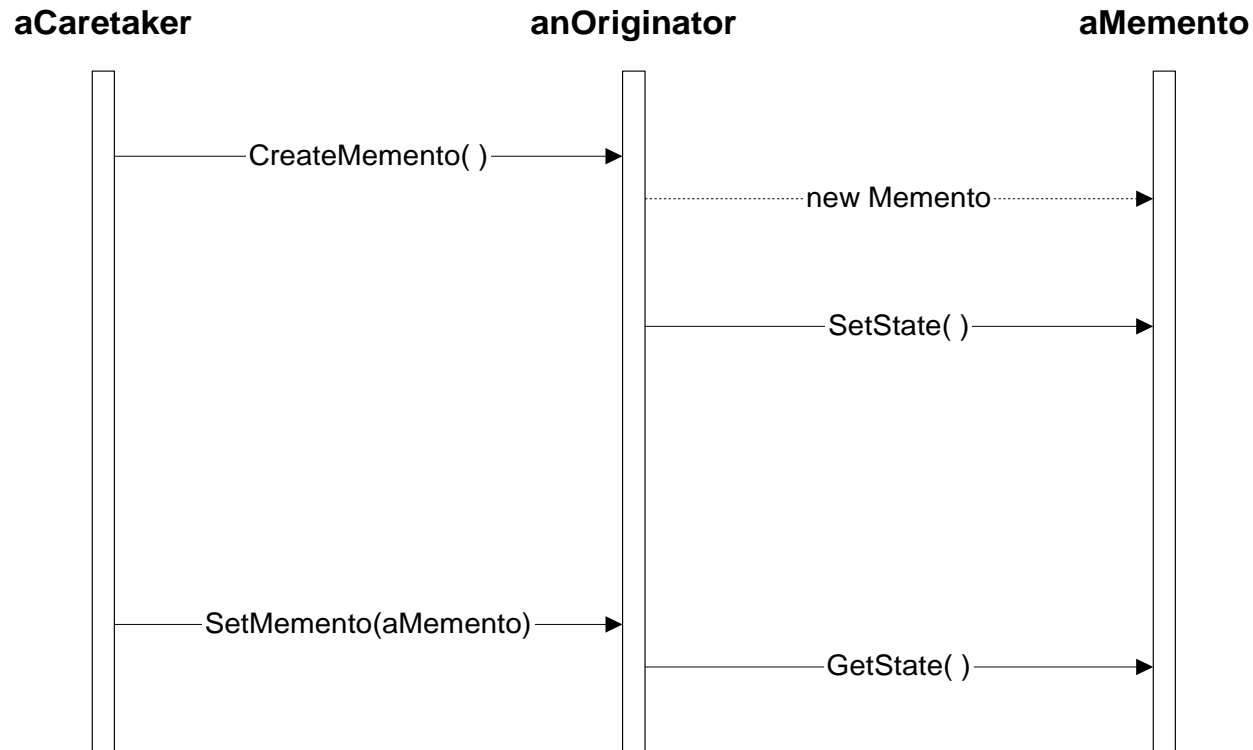 aCaretaker anOriginator aMemento
CreateMemento( )
new Memento
SetState( )
SetMemento(aMemento)
GetState( )